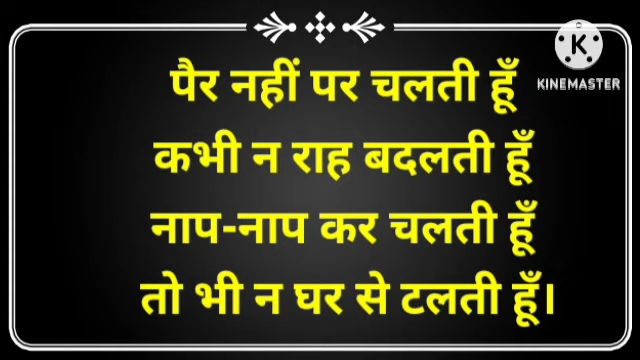 पैर नहीं पर चलती हूँ
कभी न राह बदलती हूँ
नाप-नाप कर चलती हूँ
तो भी न घर से टलती हूँ।
K
KINEMASTER